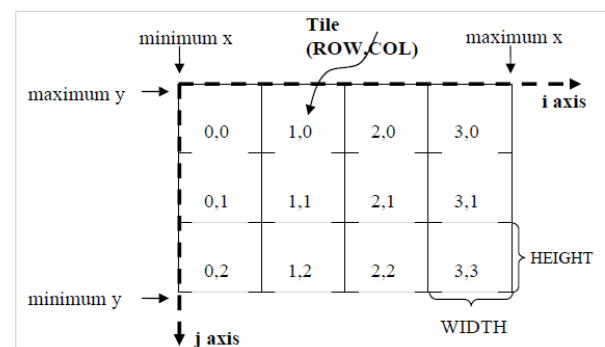 Tile
(ROW,COL)
minimum x
maximum x
maximum y
i axis
0,0 1,0 2,0 3,0
0,1 1,1 2,1 3,1
0,2 1,2 2,2 3,3
HEIGHT
minimum y
WIDTH
j axis